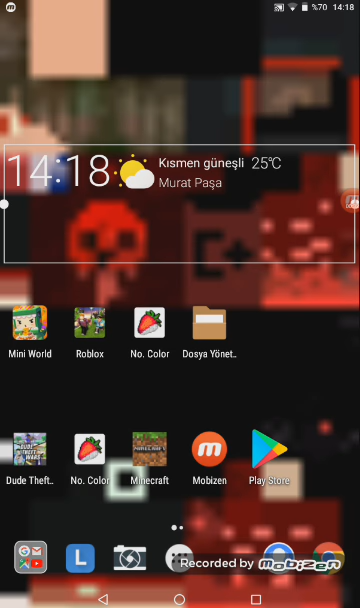 %70 14:18
14:18
Kısmen güneşli 25°C
Murat Paşa
Mini World
Roblox
No. Color
Dosya Yönet..
Dude Theft..
No. Color
Minecraft
Mobizen
Play Store
Recorded by mobizen